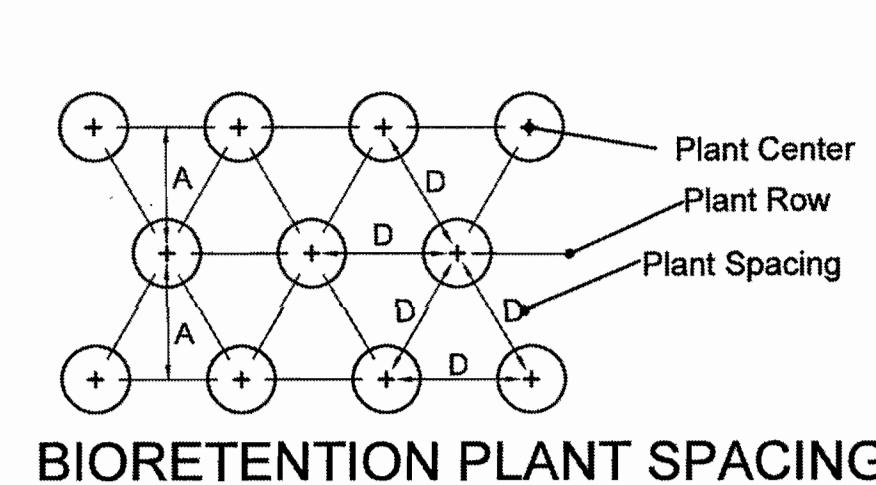 A
D
Plant Center
Plant Row
D
Plant Spacing
A
D
D
D
BIORETENTION PLANT SPACING